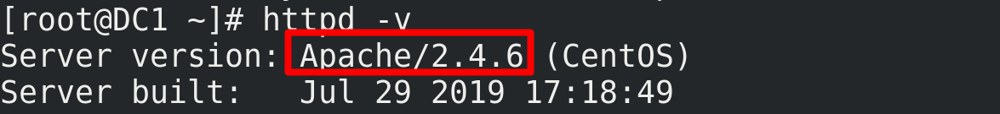 [root@DC1 ~]# httpd -v
Server version: Apache/2.4.6 (CentOS)
Server built:   Jul 29 2019 17:18:49